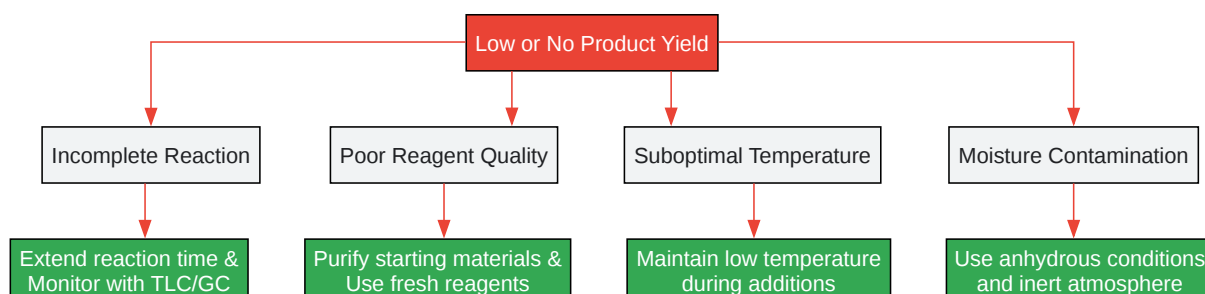 Low or No Product Yield
Incomplete Reaction
Poor Reagent Quality
Suboptimal Temperature
Moisture Contamination
Extend reaction time &
Monitor with TLC/GC
Purify starting materials &
Use fresh reagents
Maintain low temperature
during additions
Use anhydrous conditions
and inert atmosphere